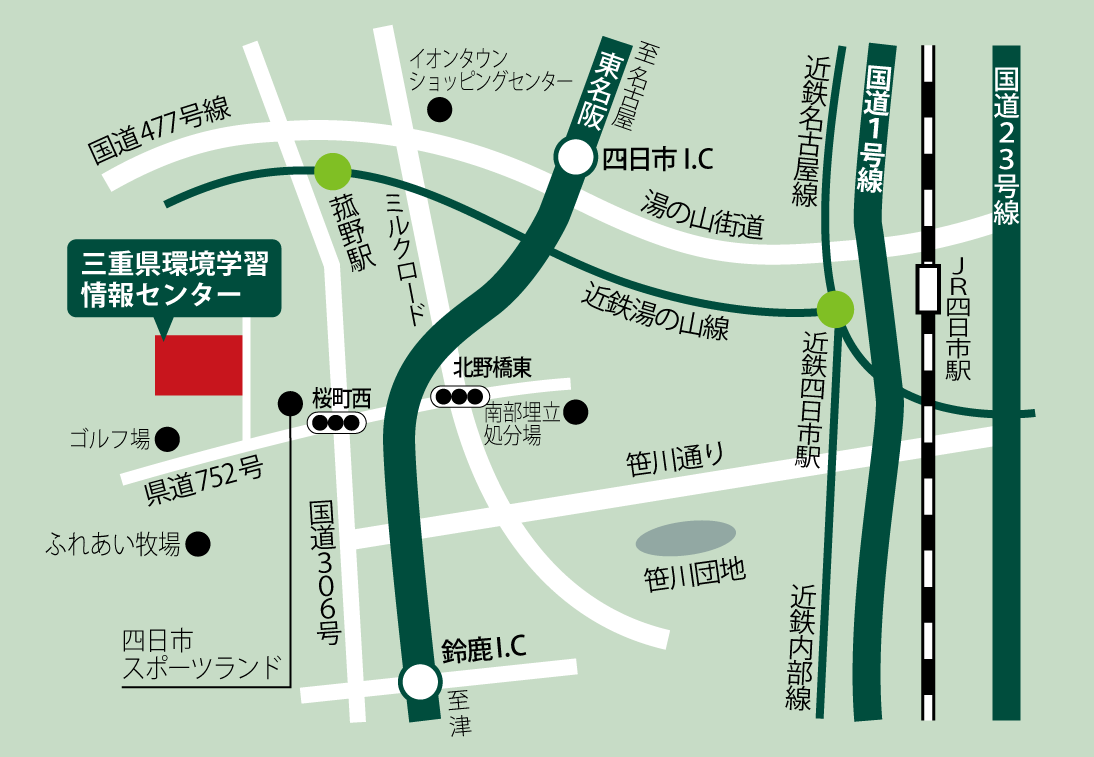 イオンタウン
ショッピングセンター
至名古屋
東名阪
国道477号線
四日市 I.C
近鉄名古屋線
国道1号線
国道23号線
湯の山街道
菰野駅
ミルクロード
三重県環境学習
情報センター
近鉄湯の山線
JR四日市駅
近鉄四日市駅
北野橋東
桜町西
南部埋立
処分場
ゴルフ場
県道752号
笹川通り
国道306号
ふれあい牧場
笹川団地
近鉄内部線
四日市
スポーツランド
鈴鹿 I.C
至津